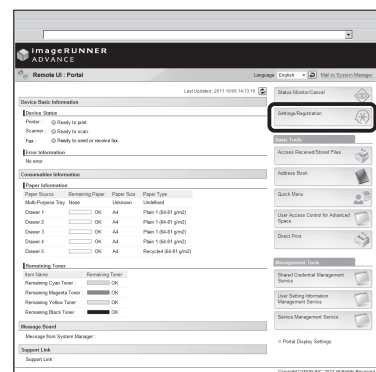 imageRUNNER
ADVANCE
Remote UI : Portal
Language English Mail to System Manager
Last Updated : 2011 10/06 14:13:16
Device Basic Information
Device Status
Printer : Ready to print.
Scanner : Ready to scan.
Fax : Ready to send or receive fax.
Error Information
No error
Consumables Information
Paper Information
Paper Source Remaining Paper Paper Size Paper Type
Multi-Purpose Tray None Unknown Undefined
Drawer 1 OK A4 Plain 1 (64-81 g/m2)
Drawer 2 OK A4 Plain 1 (64-81 g/m2)
Drawer 3 OK A4 Plain 1 (64-81 g/m2)
Drawer 4 OK A4 Plain 1 (64-81 g/m2)
Drawer 5 OK A4 Recycled (64-81 g/m2)
Remaining Toner
Item Name Remaining Toner
Remaining Cyan Toner : OK
Remaining Magenta Toner : OK
Remaining Yellow Toner : OK
Remaining Black Toner : OK
Message Board
Message from System Manager :
Support Link
Support Link :
Status Monitor/Cancel
Settings/Registration
Basic Tools
Access Received/Stored Files
Address Book
Quick Menu
User Access Control for Advanced
Space
Direct Print
Management Tools
Shared Credential Management
Service
User Setting Information
Management Service
Service Management Service
Portal Display Settings
Copyright CANON INC. 2011 All Rights Reserved